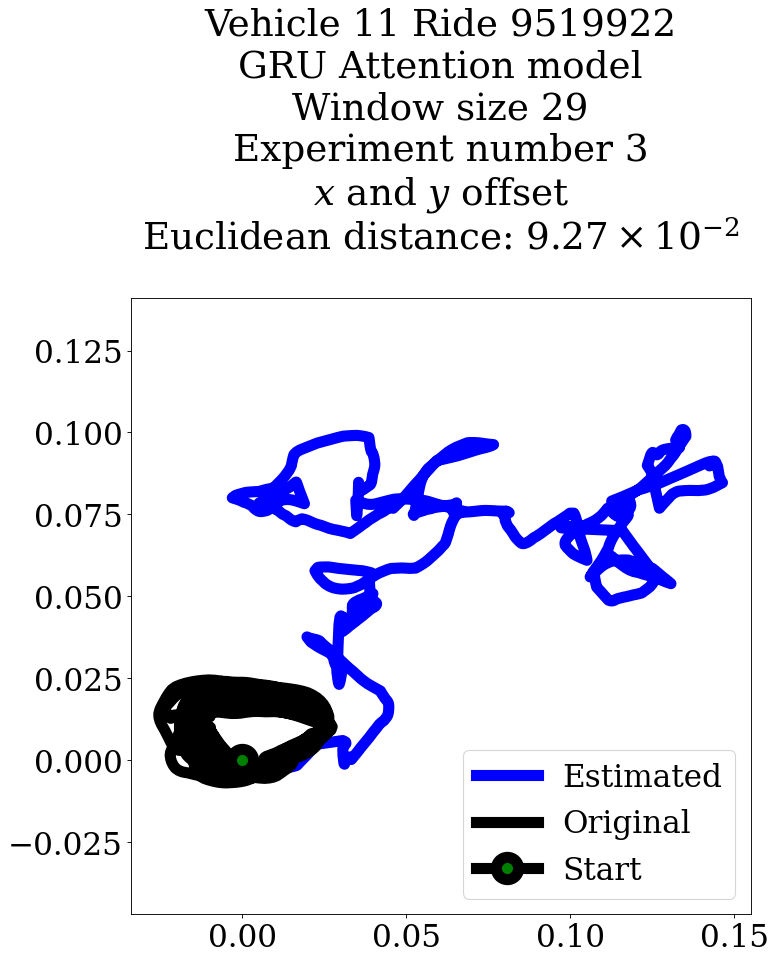 Vehicle 11 Ride 9519922
GRU Attention model
Window size 29
Experiment number 3
x and y offset
Euclidean distance: 9.27 × 10⁻²
0.125
0.100
0.075
0.050
0.025
0.000
−0.025
Estimated
Original
Start
0.00 0.05 0.10 0.15